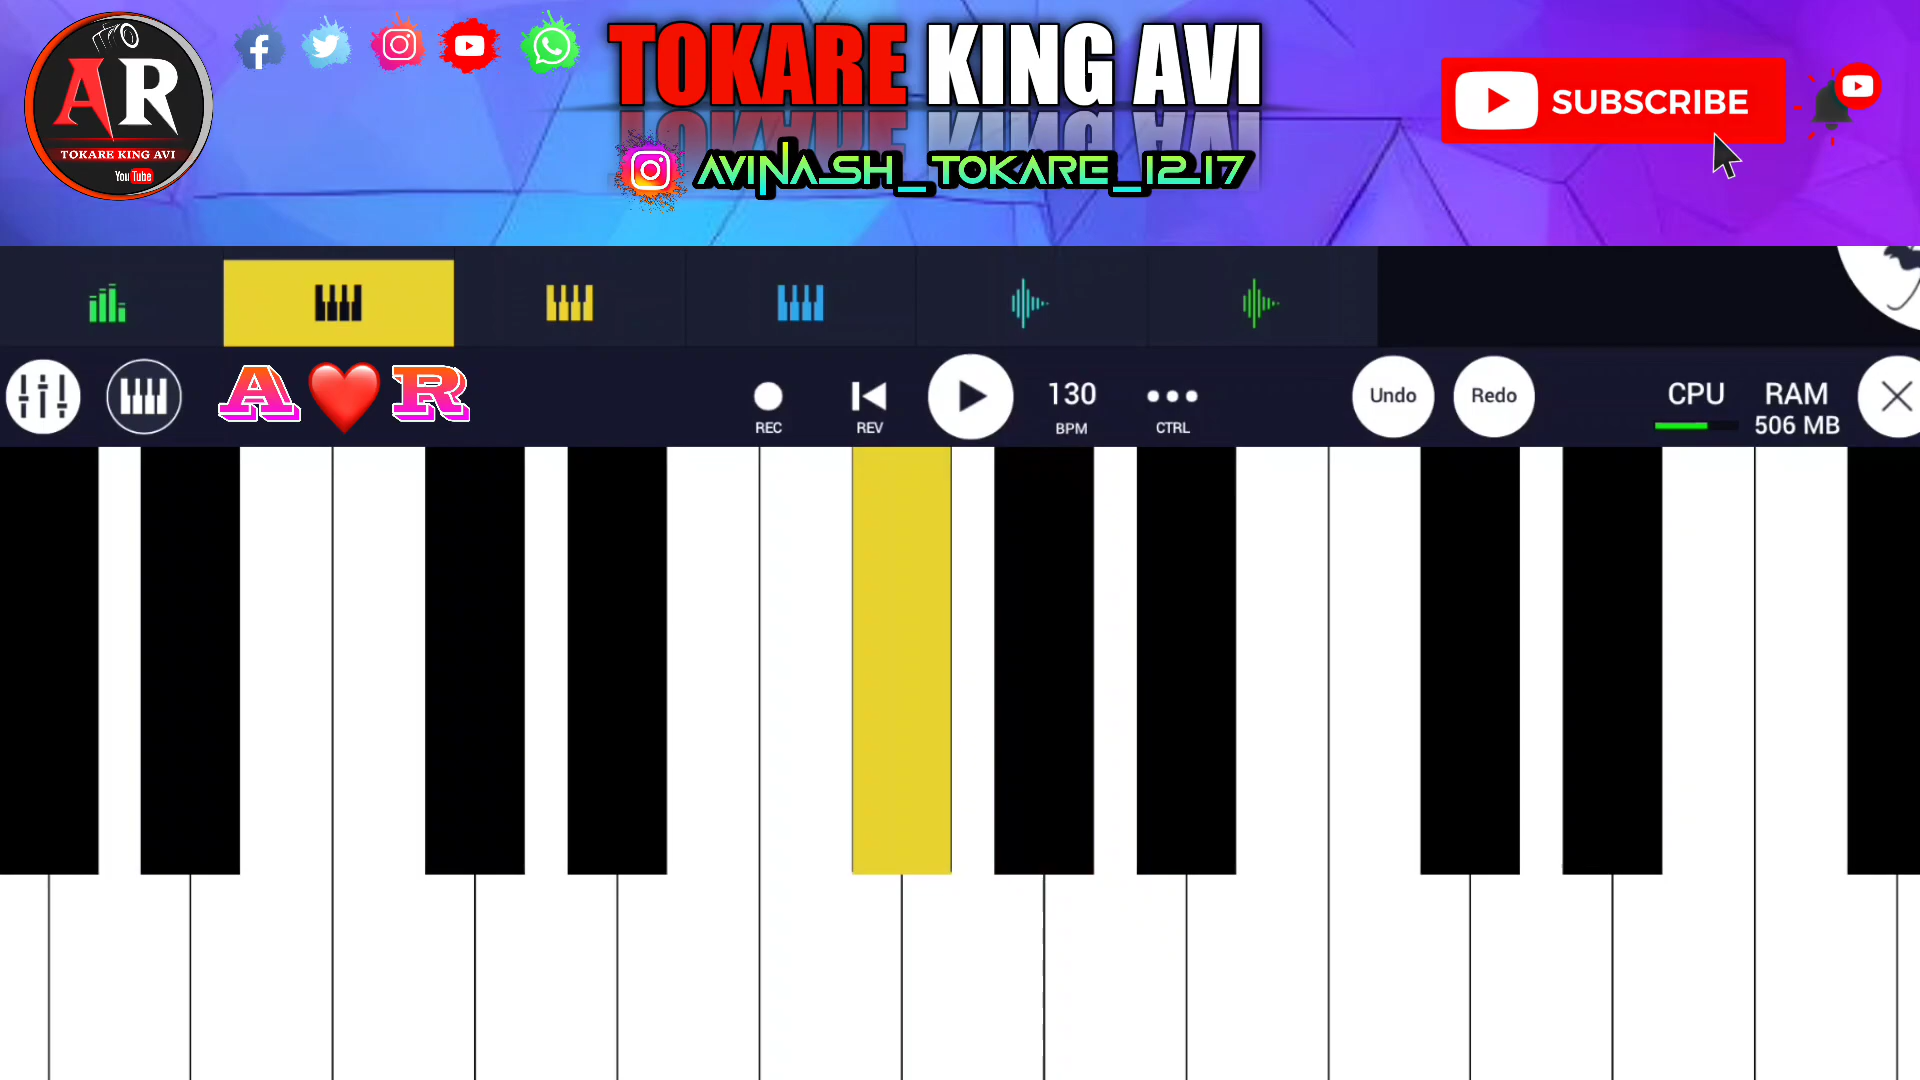 AR
TOKARE KING AVI
YouTube
TOKARE KING AVI
AVINASH_TOKARE_1217
SUBSCRIBE
A❤️R
REC
REV
130
BPM
CTRL
Undo
Redo
CPU
RAM
506 MB